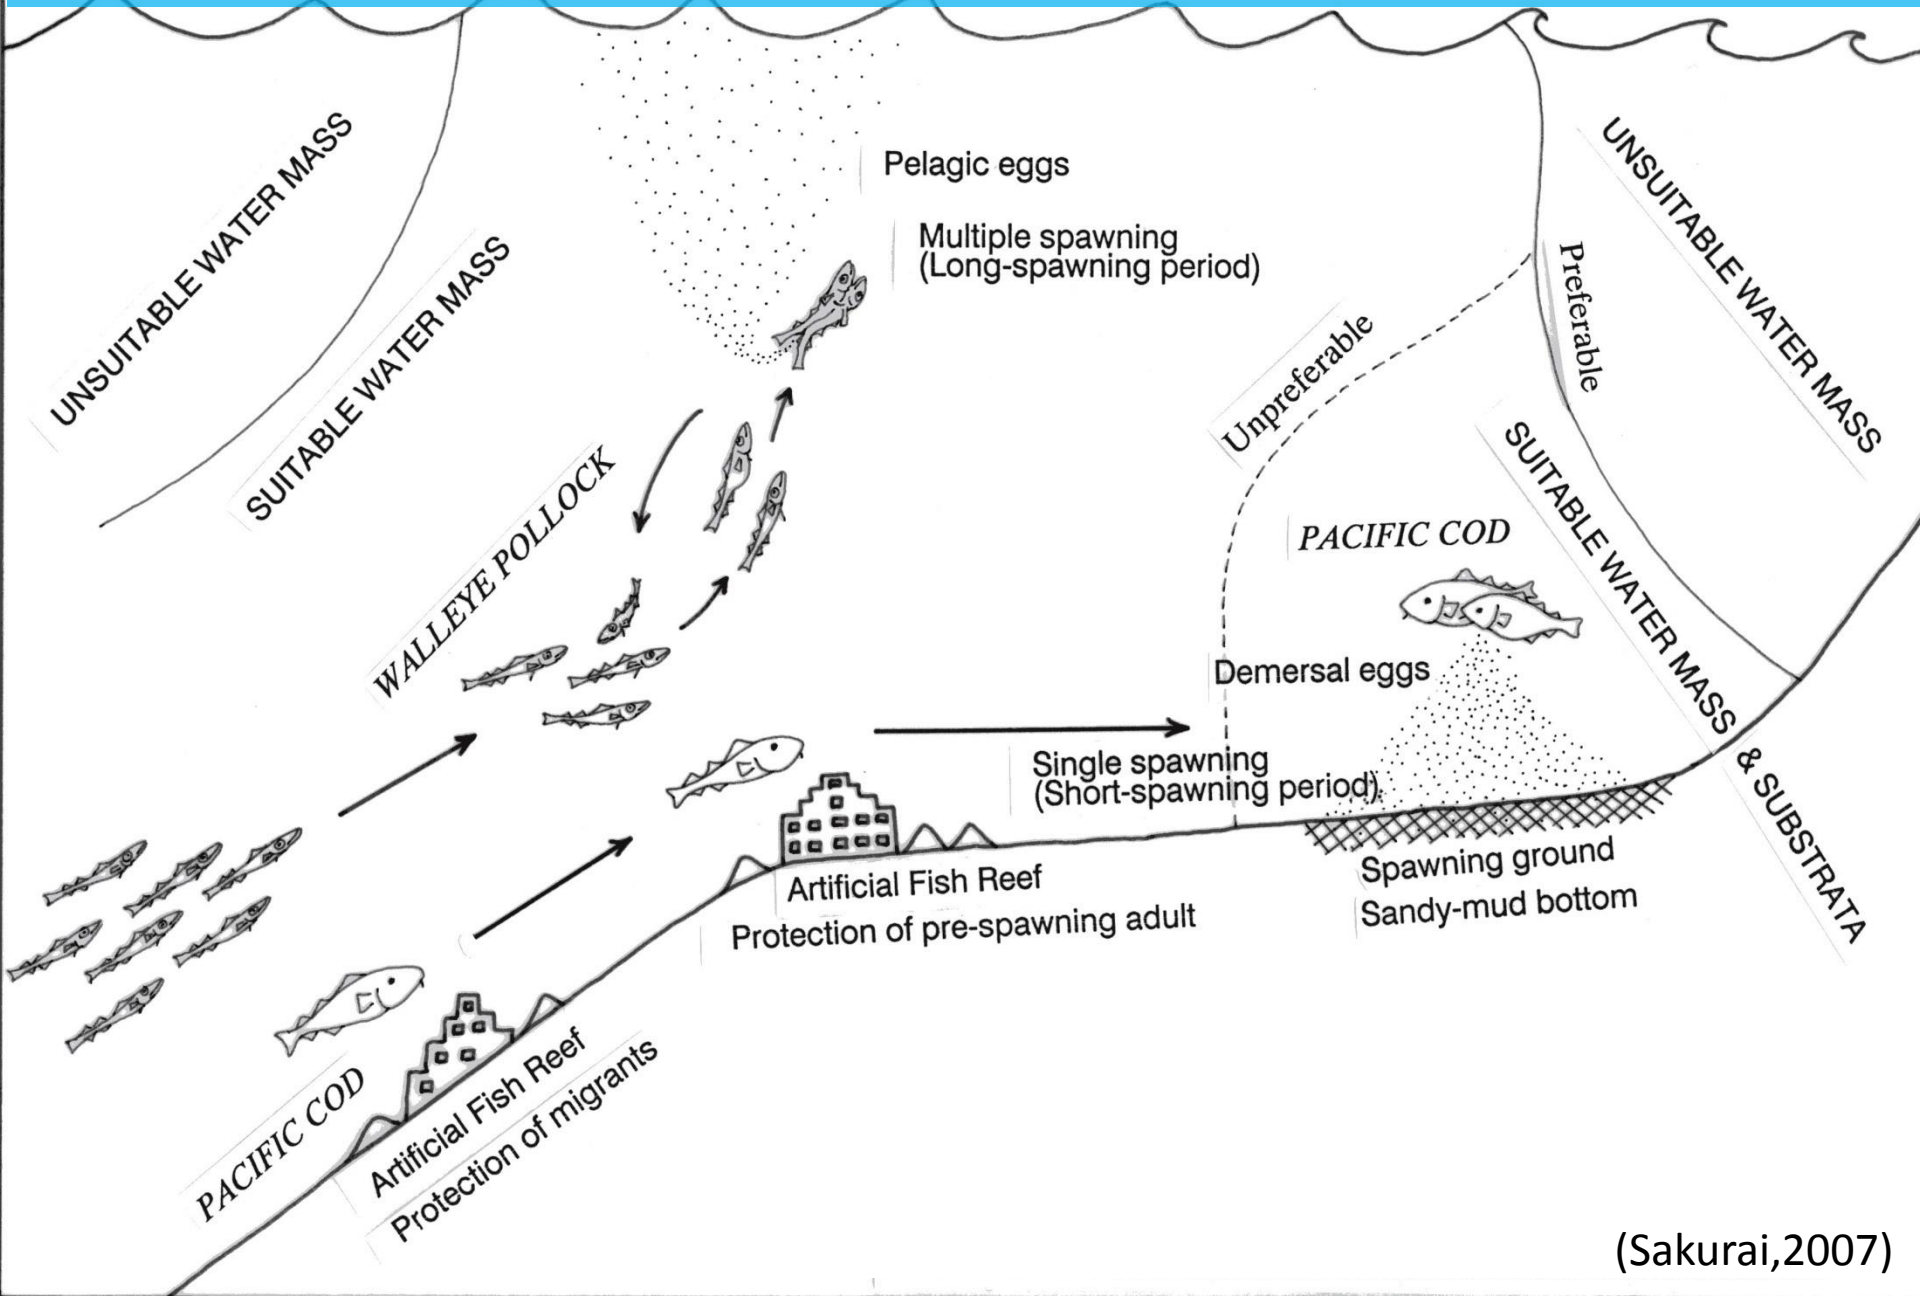 UNSUITABLE WATER MASS
SUITABLE WATER MASS
WALLEYE POLLOCK
Pelagic eggs
Multiple spawning
(Long-spawning period)
UNSUITABLE WATER MASS
Preferable
Unpreferable
SUITABLE WATER MASS & SUBSTRATA
PACIFIC COD
Demersal eggs
Single spawning
(Short-spawning period)
Artificial Fish Reef
Protection of pre-spawning adult
Spawning ground
Sandy-mud bottom
PACIFIC COD
Artificial Fish Reef
Protection of migrants
(Sakurai,2007)